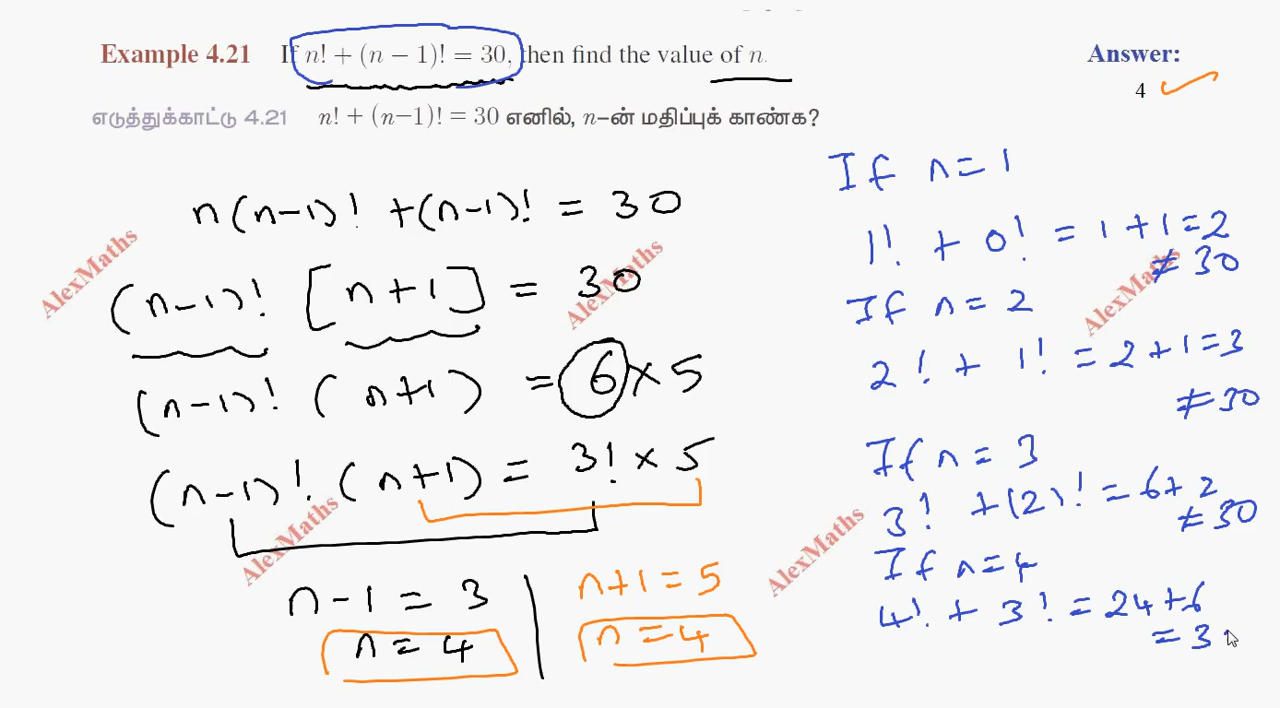 Example 4.21 If n! + (n − 1)! = 30, then find the value of n.
Answer:
4
எடுத்துக்காட்டு 4.21 n! + (n−1)! = 30 எனில், n-ன் மதிப்புக் காண்க?
n(n-1)! +(n-1)! = 30
(n-1)! [n+1] = 30
(n-1)! (n+1) = 6 × 5
(n-1)! . (n+1) = 3! × 5
n-1 = 3
n = 4
n+1 = 5
n = 4
If n = 1
1! + 0! = 1 + 1 = 2
≠ 30
If n = 2
2! + 1! = 2 + 1 = 3
≠ 30
If n = 3
3! + (2)! = 6 + 2
≠ 30
If n = 4
4! + 3! = 24 + 6
= 3
AlexMaths
AlexMaths
AlexMaths
AlexMaths
AlexMaths